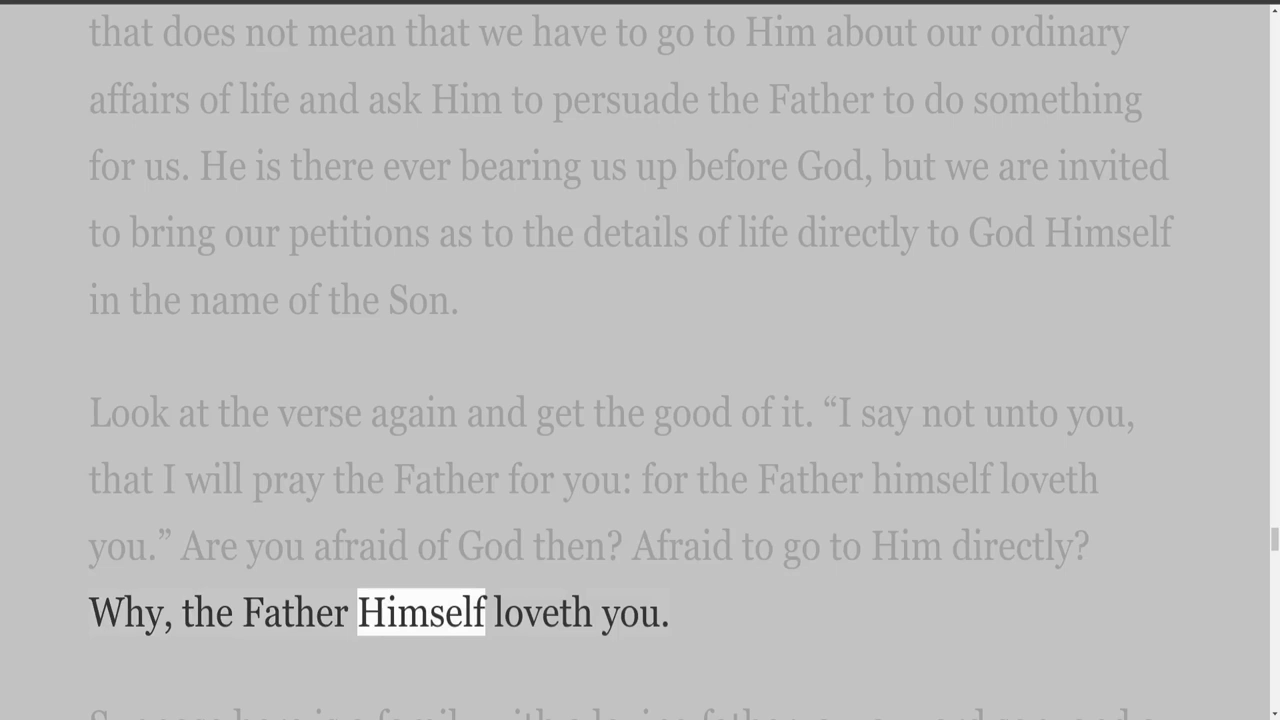 that does not mean that we have to go to Him about our ordinary
affairs of life and ask Him to persuade the Father to do something
for us. He is there ever bearing us up before God, but we are invited
to bring our petitions as to the details of life directly to God Himself
in the name of the Son.
Look at the verse again and get the good of it. “I say not unto you,
that I will pray the Father for you: for the Father himself loveth
you.” Are you afraid of God then? Afraid to go to Him directly?
Why, the Father Himself loveth you.